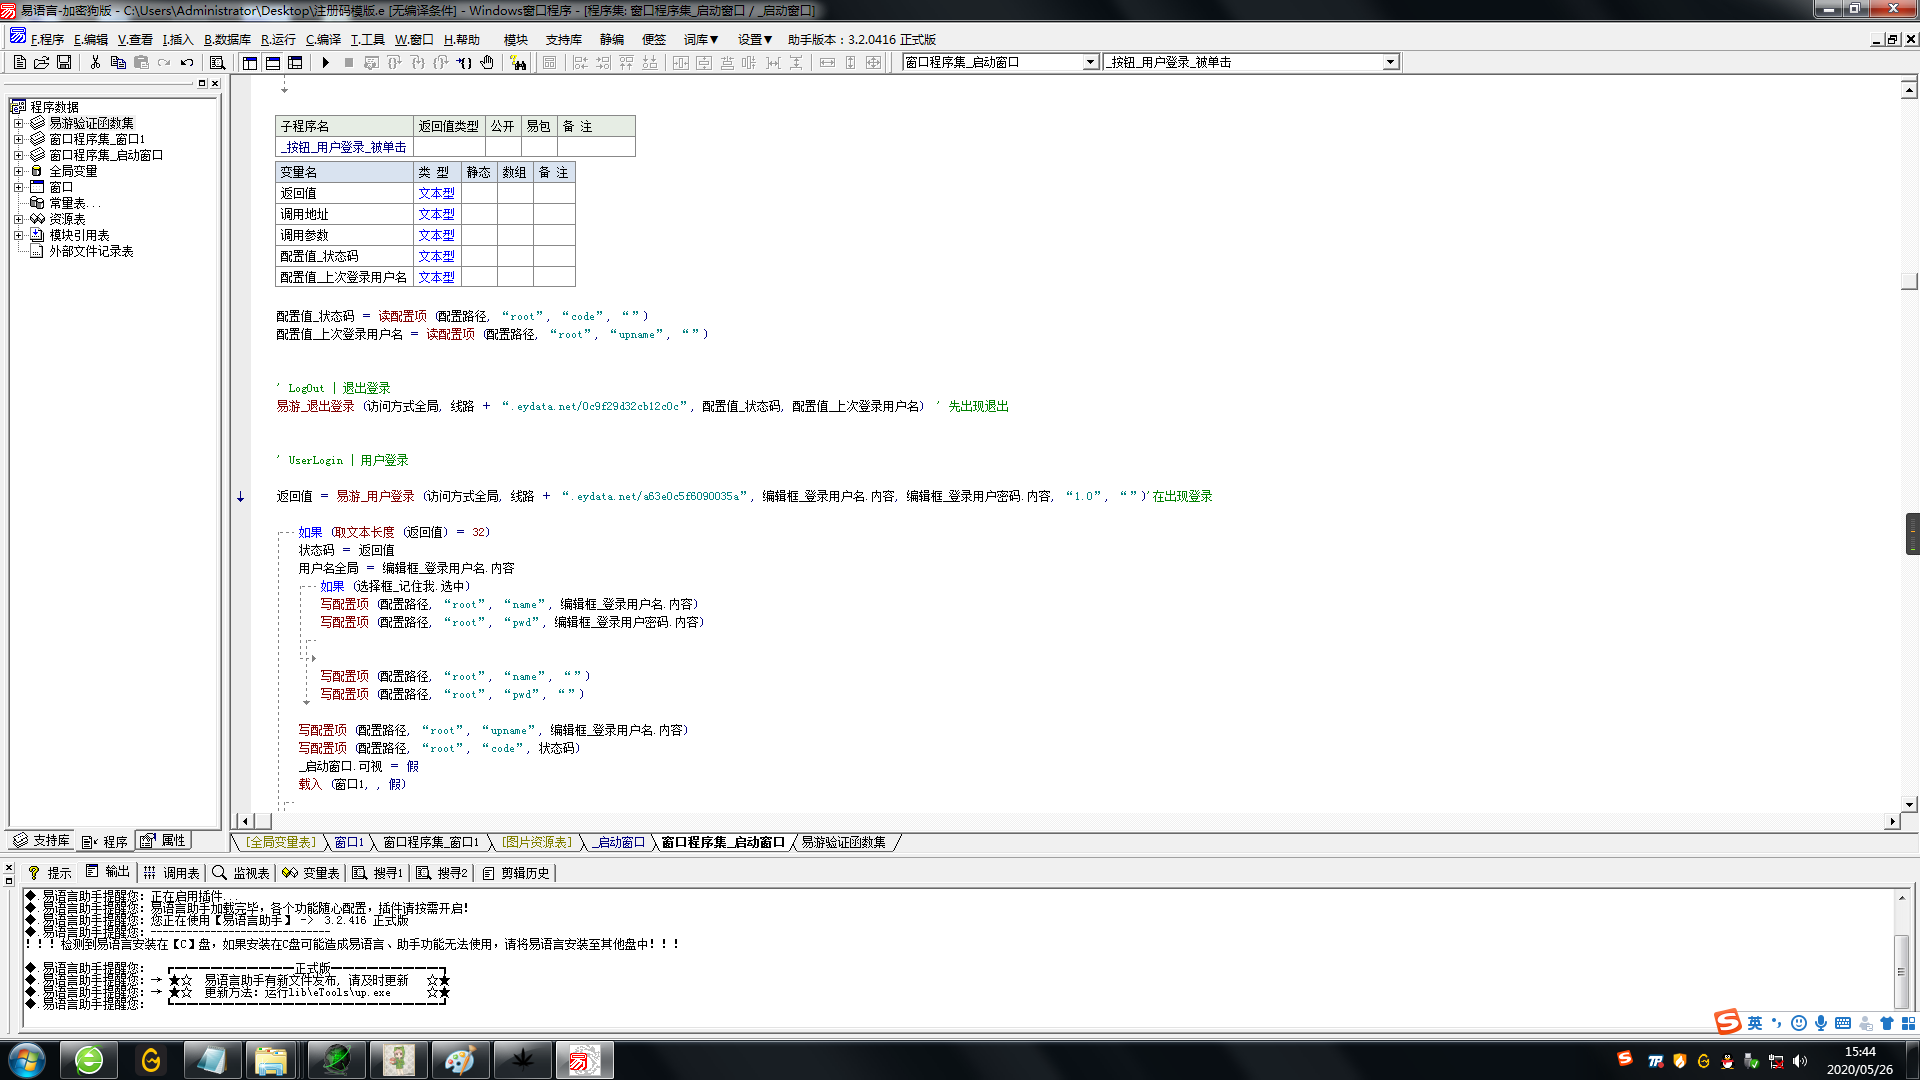 易语言-加密狗版 - C:\Users\Administrator\Desktop\注册码模版.e [无编译条件] - Windows窗口程序 - [程序集: 窗口程序集_启动窗口 / _启动窗口]
F.程序 E.编辑 V.查看 I.插入 B.数据库 R.运行 C.编译 T.工具 W.窗口 H.帮助 模块 支持库 静编 便签 词库▼ 设置▼ 助手版本：3.2.0416 正式版
窗口程序集_启动窗口 _按钮_用户登录_被单击
程序数据
易游验证函数集
窗口程序集_窗口1
窗口程序集_启动窗口
全局变量
窗口
常量表...
资源表
模块引用表
外部文件记录表
支持库 程序 属性
子程序名 返回值类型 公开 易包 备 注
_按钮_用户登录_被单击
变量名 类 型 静态 数组 备 注
返回值 文本型
调用地址 文本型
调用参数 文本型
配置值_状态码 文本型
配置值_上次登录用户名 文本型
配置值_状态码 = 读配置项 (配置路径, “root”, “code”, “”)
配置值_上次登录用户名 = 读配置项 (配置路径, “root”, “upname”, “”)
' LogOut | 退出登录
易游_退出登录 (访问方式全局, 线路 + “.eydata.net/0c9f29d32cb12c0c”, 配置值_状态码, 配置值_上次登录用户名) ' 先出现退出
' UserLogin | 用户登录
返回值 = 易游_用户登录 (访问方式全局, 线路 + “.eydata.net/a63e0c5f6090035a”, 编辑框_登录用户名.内容, 编辑框_登录用户密码.内容, “1.0”, “”)'在出现登录
如果 (取文本长度 (返回值) = 32)
状态码 = 返回值
用户名全局 = 编辑框_登录用户名.内容
如果 (选择框_记住我.选中)
写配置项 (配置路径, “root”, “name”, 编辑框_登录用户名.内容)
写配置项 (配置路径, “root”, “pwd”, 编辑框_登录用户密码.内容)
写配置项 (配置路径, “root”, “name”, “”)
写配置项 (配置路径, “root”, “pwd”, “”)
写配置项 (配置路径, “root”, “upname”, 编辑框_登录用户名.内容)
写配置项 (配置路径, “root”, “code”, 状态码)
_启动窗口.可视 = 假
载入 (窗口1, , 假)
[全局变量表] 窗口1 窗口程序集_窗口1 [图片资源表] _启动窗口 窗口程序集_启动窗口 易游验证函数集
提示 输出 调用表 监视表 变量表 搜寻1 搜寻2 剪辑历史
◆.易语言助手提醒您：正在启用插件...
◆.易语言助手提醒您：易语言助手加载完毕，各个功能随心配置，插件请按需开启！
◆.易语言助手提醒您：您正在使用【易语言助手】 -> 3.2.416 正式版
◆.易语言助手提醒您：------------------------------
！！！检测到易语言安装在【C】盘，如果安装在C盘可能造成易语言、助手功能无法使用，请将易语言安装至其他盘中！！！
◆.易语言助手提醒您： ┏━━━━━━━━━━正式版━━━━━━━━━┓
◆.易语言助手提醒您：→ ★☆ 易语言助手有新文件发布，请及时更新 ☆★
◆.易语言助手提醒您：→ ★☆ 更新方法：运行lib\eTools\up.exe ☆★
◆.易语言助手提醒您： ┗━━━━━━━━━━━━━━━━━━━━━━┛
英
15:44
2020/05/26